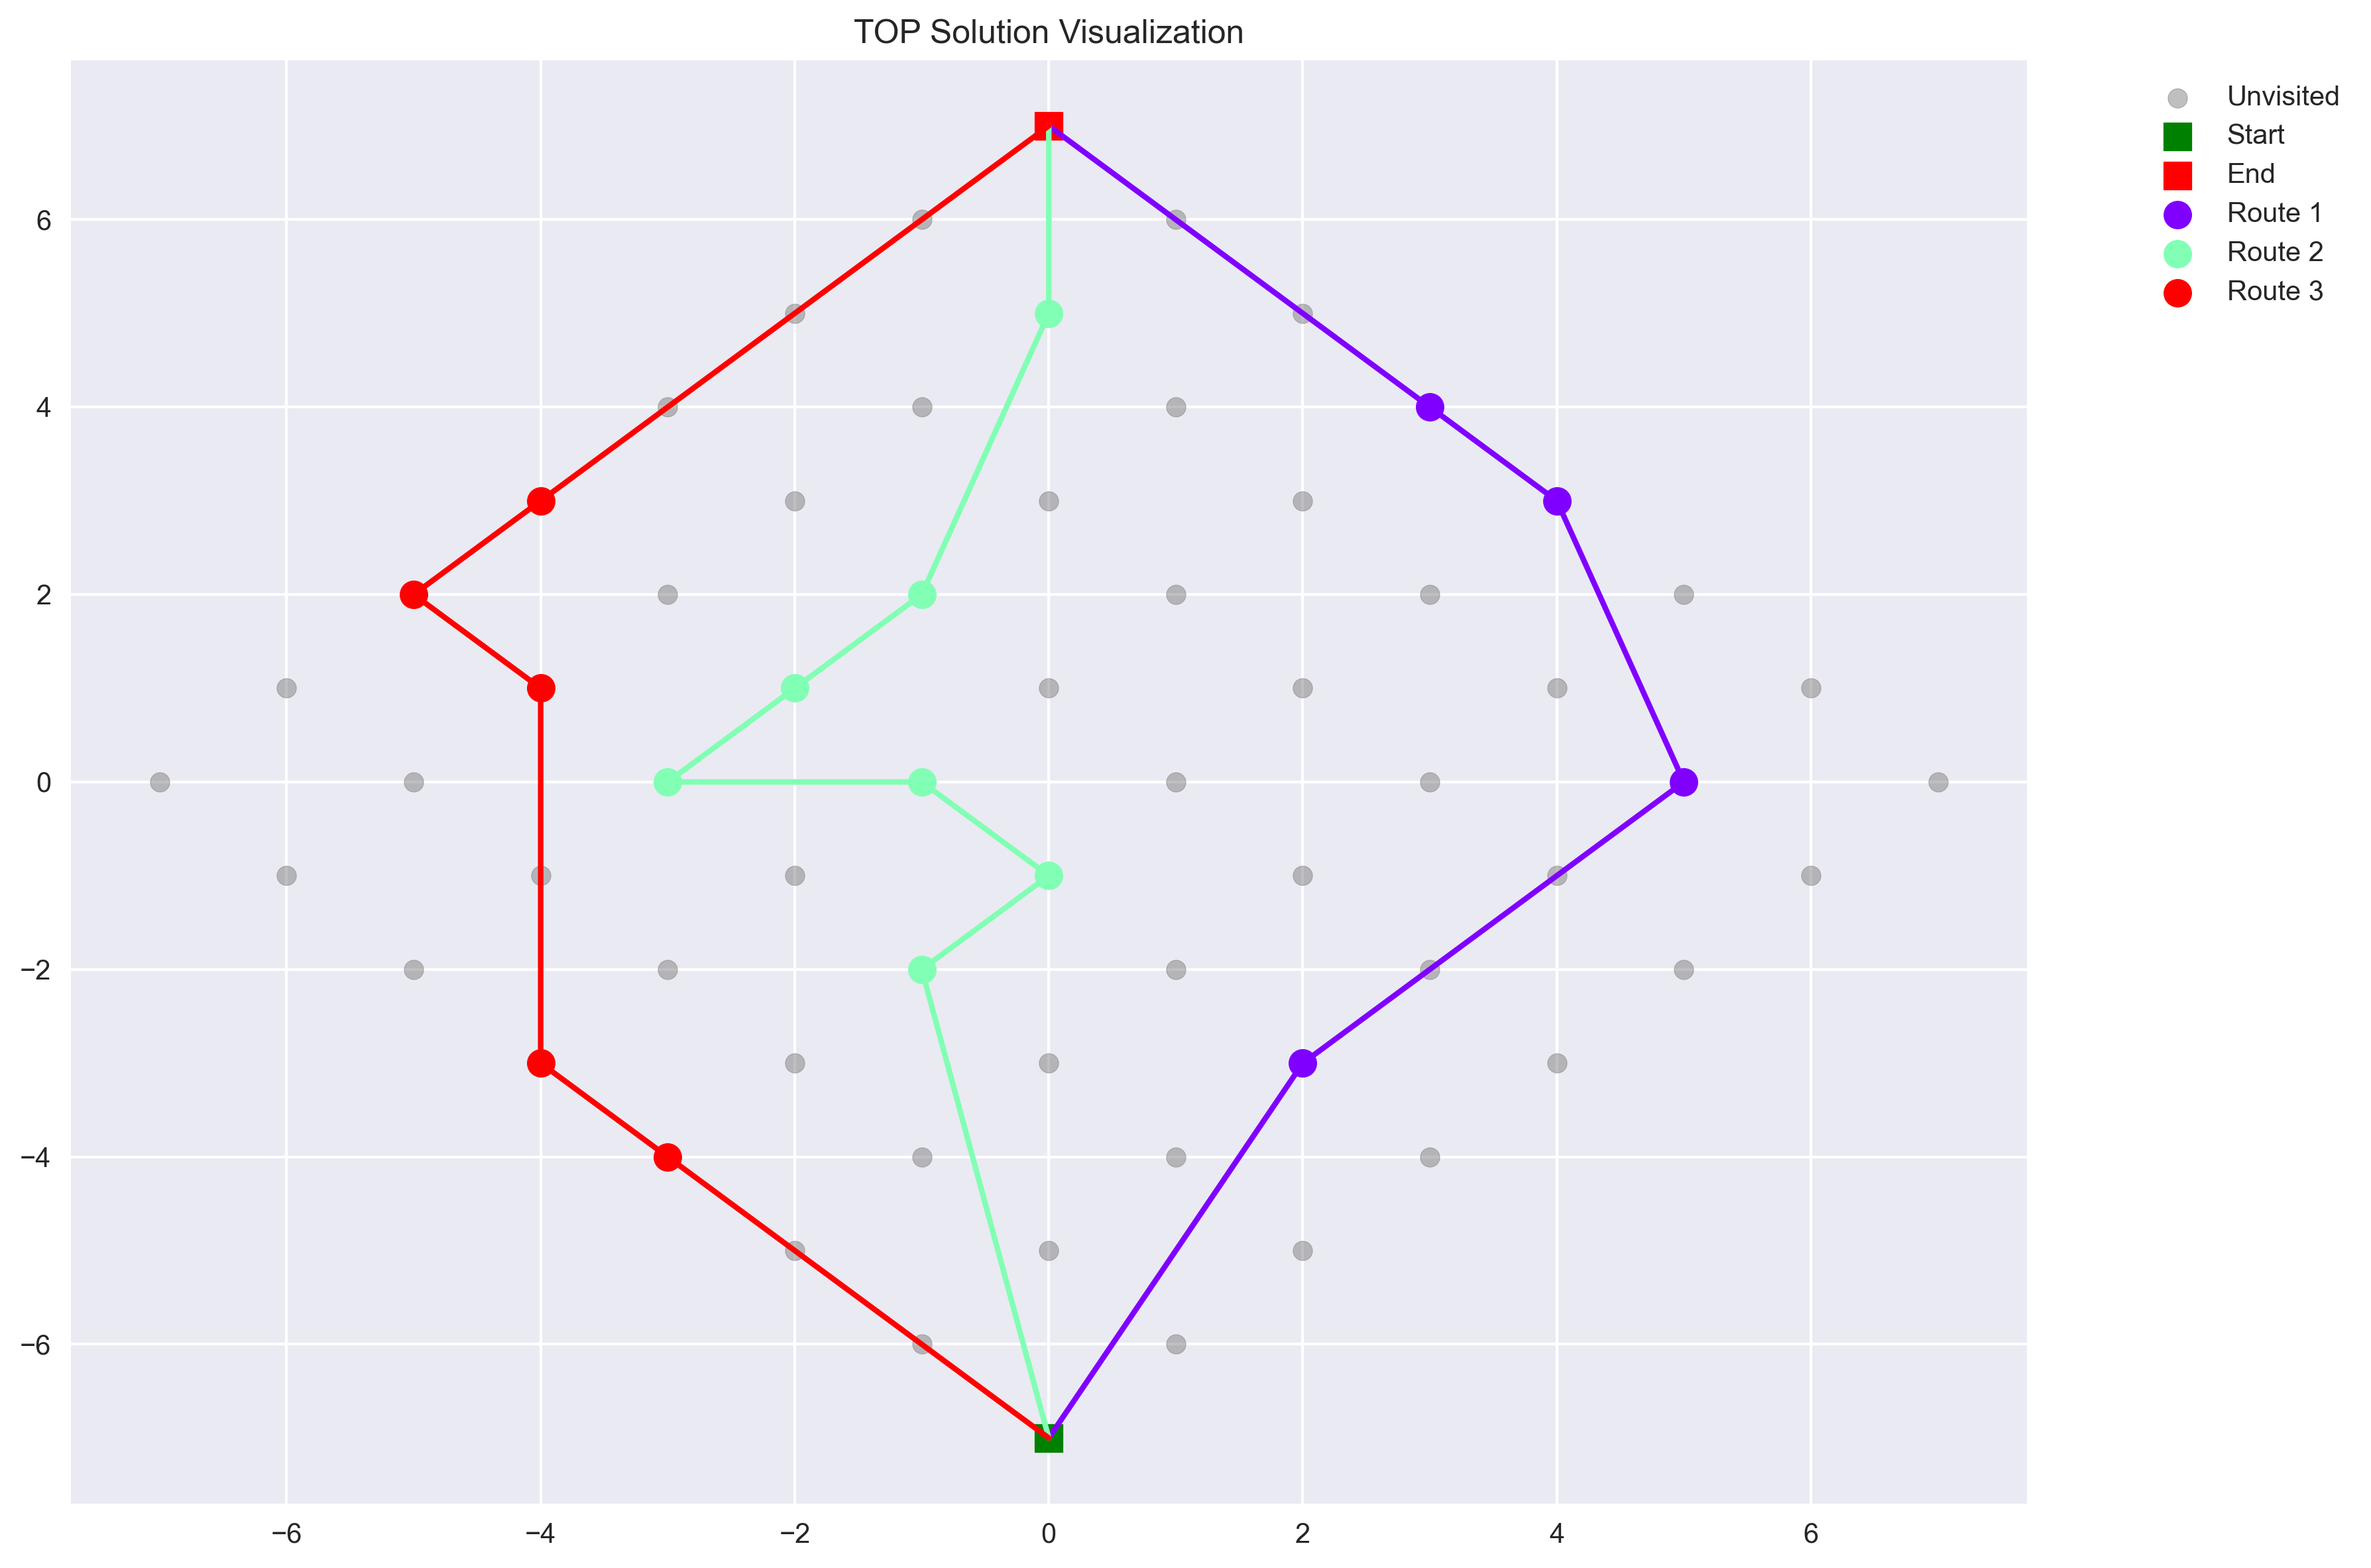 TOP Solution Visualization
Unvisited
Start
End
Route 1
Route 2
Route 3
6
4
2
0
−2
−4
−6
−6 −4 −2 0 2 4 6